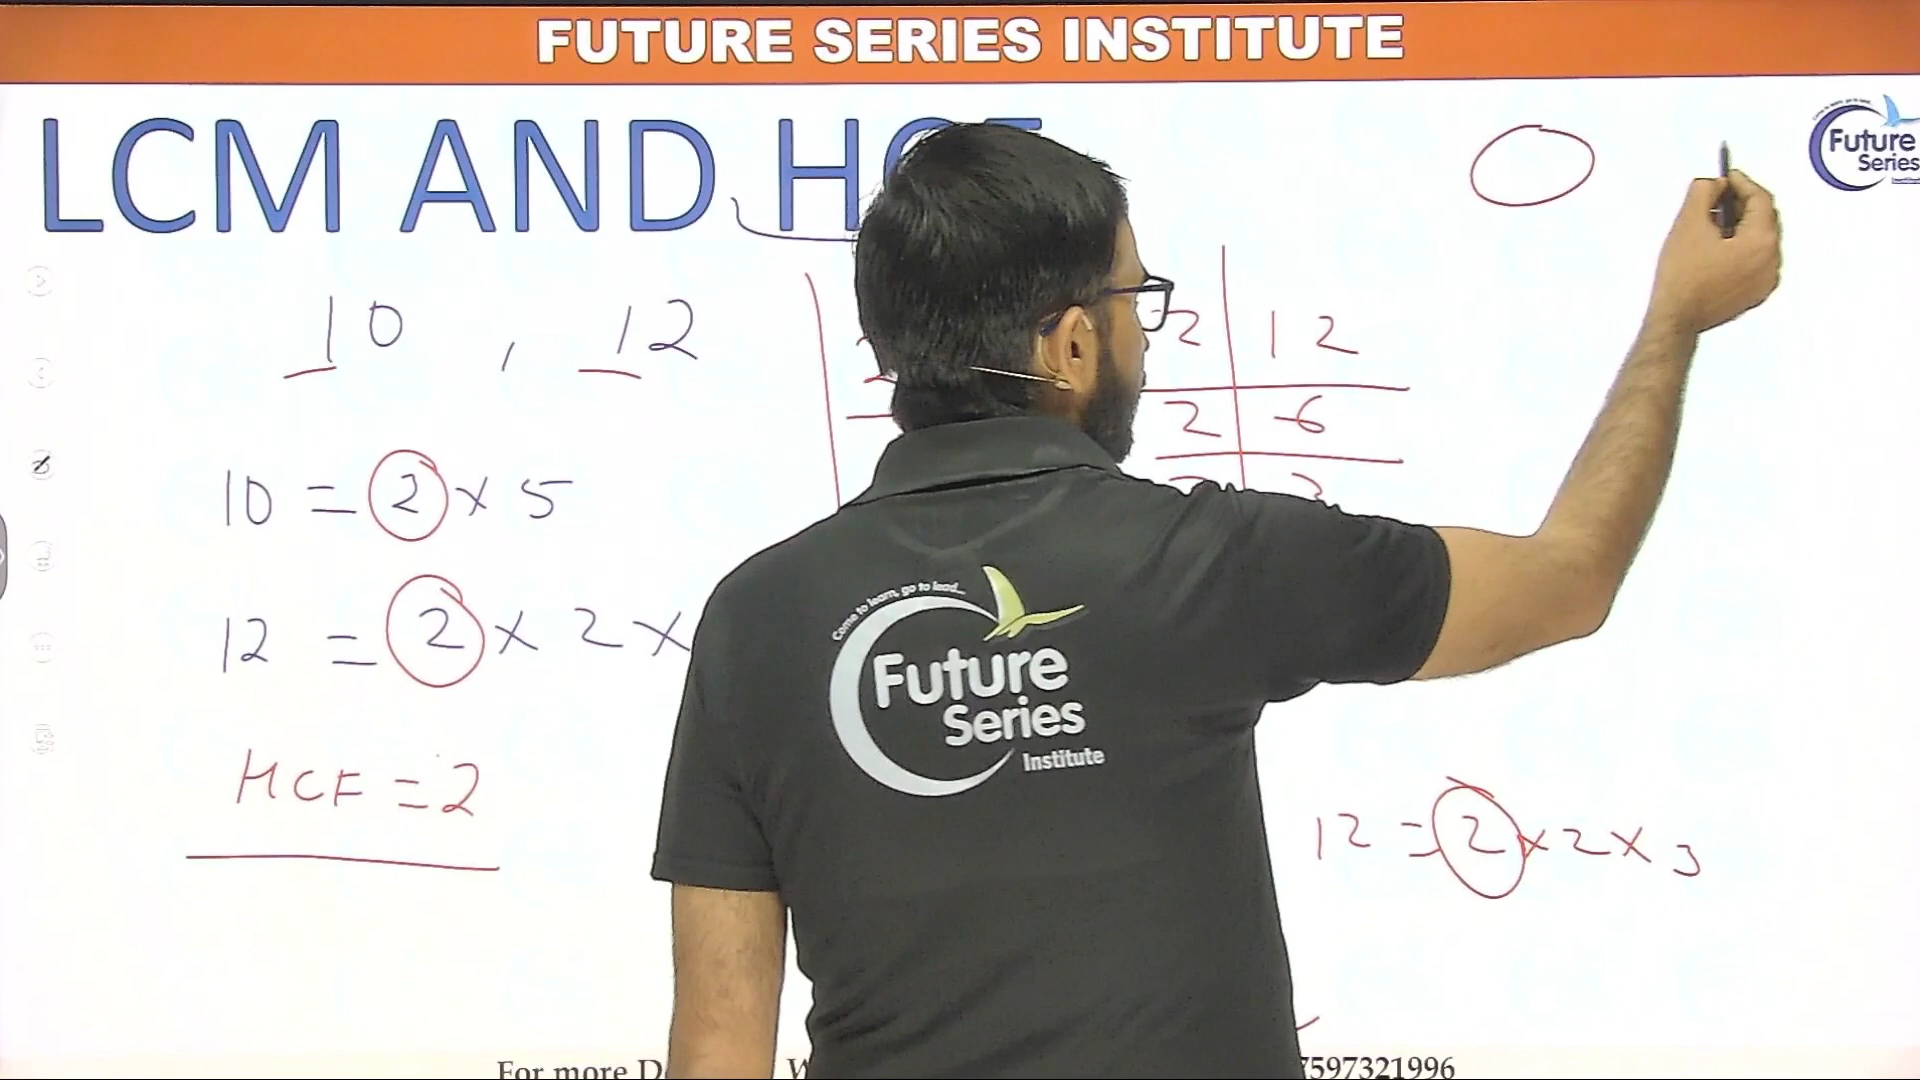 FUTURE SERIES INSTITUTE
LCM AND
Future
Series
10 , 12
10 = 2 x 5
12 = 2 x 2 x
HCF = 2
2 | 12
2 | 6
3
Come to learn, go to lead...
Future
Series
Institute
12 = 2 x 2 x 3
For more
7597321996